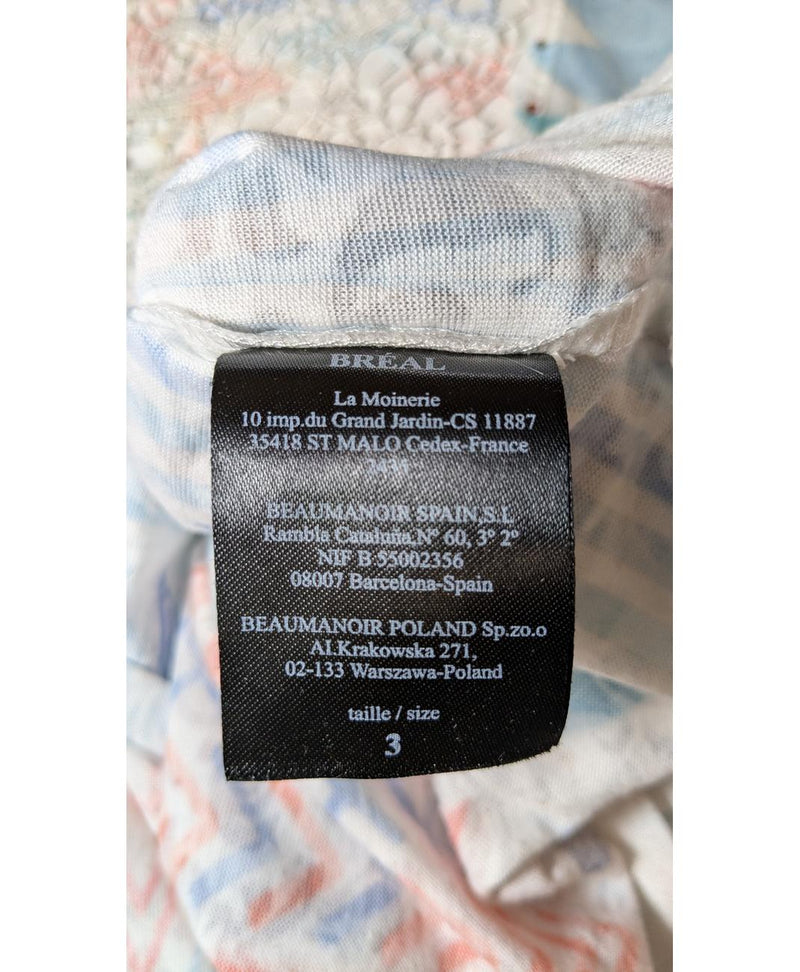 BRÉAL
La Moinerie
10 imp.du Grand Jardin-CS 11887
35418 ST MALO Cedex-France
BEAUMANOIR SPAIN,S.L
Rambla Cataluña.Nº 60, 3º 2º
NIF B 55002356
08007 Barcelona-Spain
BEAUMANOIR POLAND Sp.zo.o
Al.Krakowska 271,
02-133 Warszawa-Poland
taille / size
3